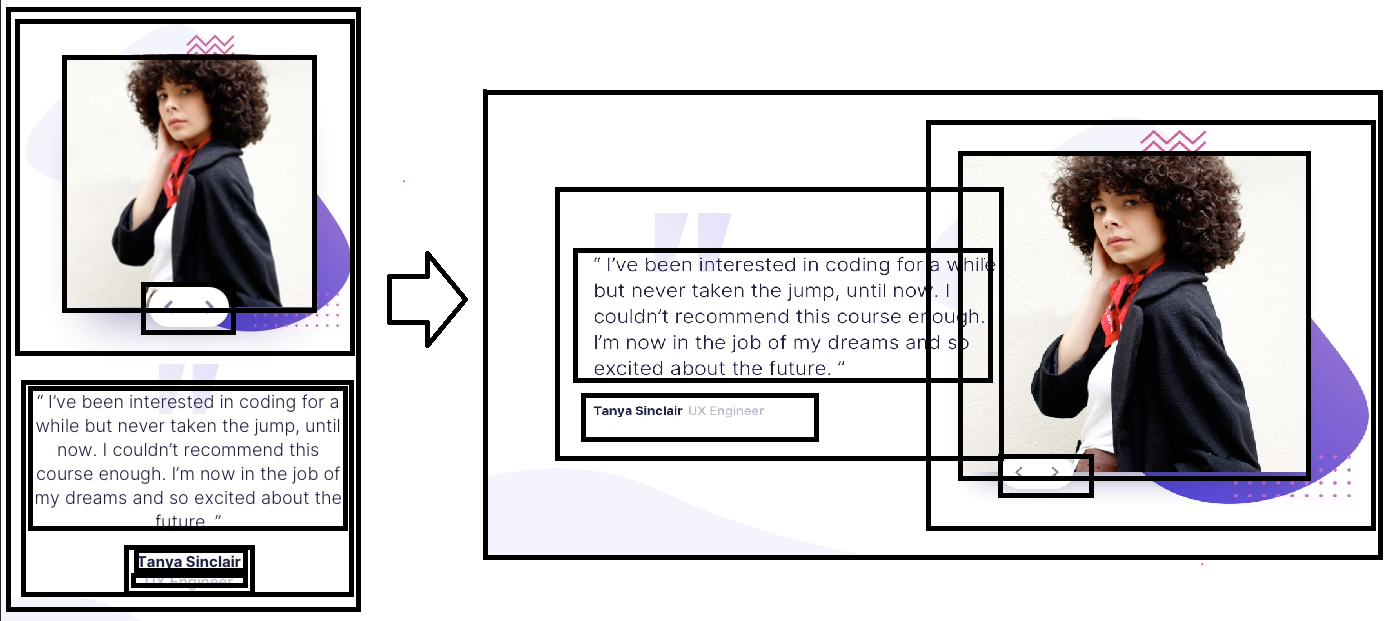 “ I’ve been interested in coding for a
while but never taken the jump, until
now. I couldn’t recommend this
course enough. I’m now in the job of
my dreams and so excited about the
future. ”
Tanya Sinclair
UX Engineer
“ I’ve been interested in coding for a while
but never taken the jump, until now. I
couldn’t recommend this course enough.
I’m now in the job of my dreams and so
excited about the future. ”
Tanya Sinclair UX Engineer